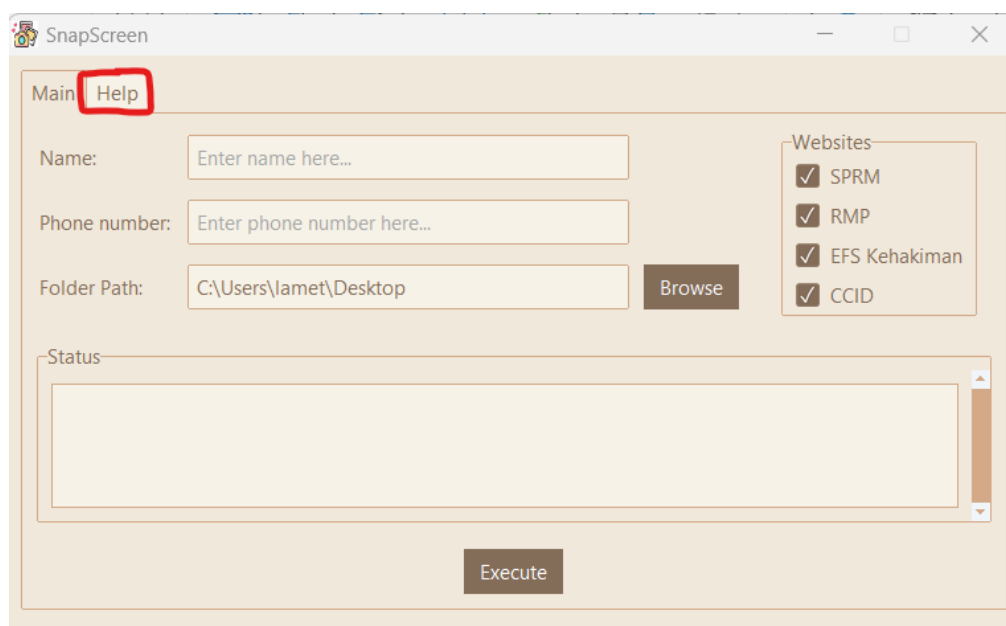 SnapScreen
Main Help
Name: Enter name here...
Phone number: Enter phone number here...
Folder Path: C:\Users\lamet\Desktop Browse
Websites
SPRM
RMP
EFS Kehakiman
CCID
Status
Execute